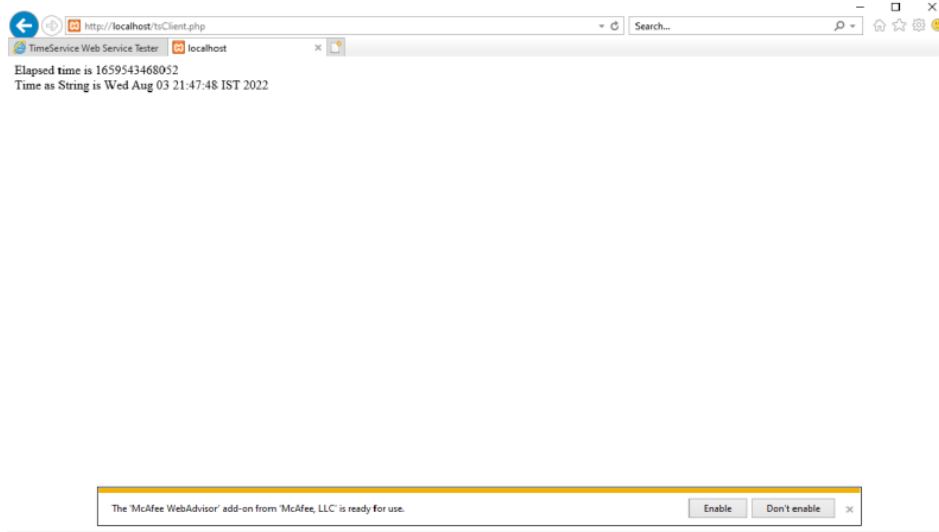 http://localhost/tsClient.php
Search...
TimeService Web Service Tester
localhost
Elapsed time is 1659543468052
Time as String is Wed Aug 03 21:47:48 IST 2022
The 'McAfee WebAdvisor' add-on from 'McAfee, LLC' is ready for use.
Enable
Don't enable